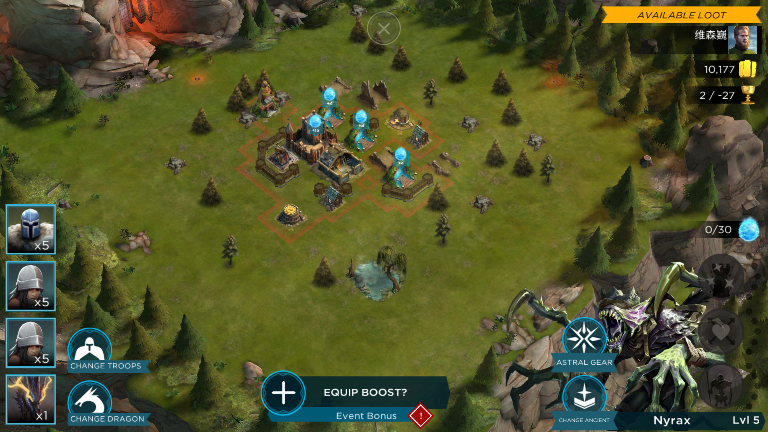 AVAILABLE LOOT
维森巍
10,177
2 / -27
0/30
x5
x5
x5
x1
CHANGE TROOPS
CHANGE DRAGON
EQUIP BOOST?
Event Bonus
ASTRAL GEAR
CHANGE ANCIENT
Nyrax
Lvl 5